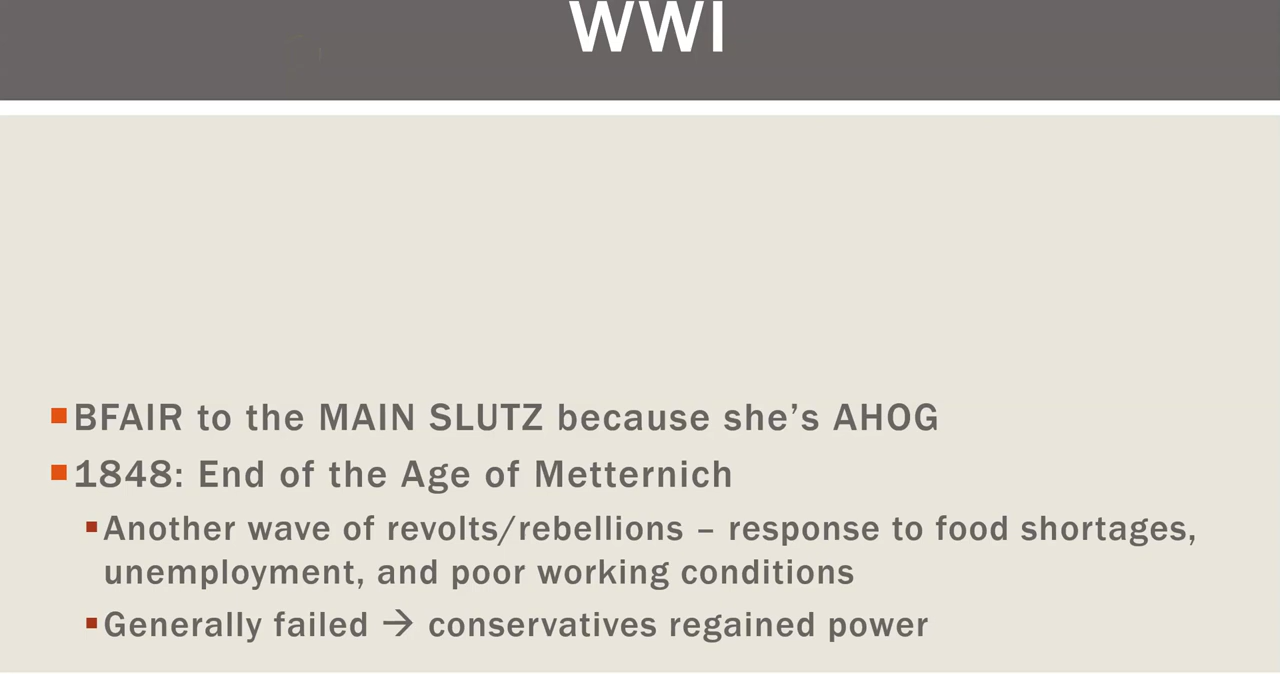 WWI
BFAIR to the MAIN SLUTZ because she's AHOG
1848: End of the Age of Metternich
Another wave of revolts/rebellions – response to food shortages,
unemployment, and poor working conditions
Generally failed → conservatives regained power